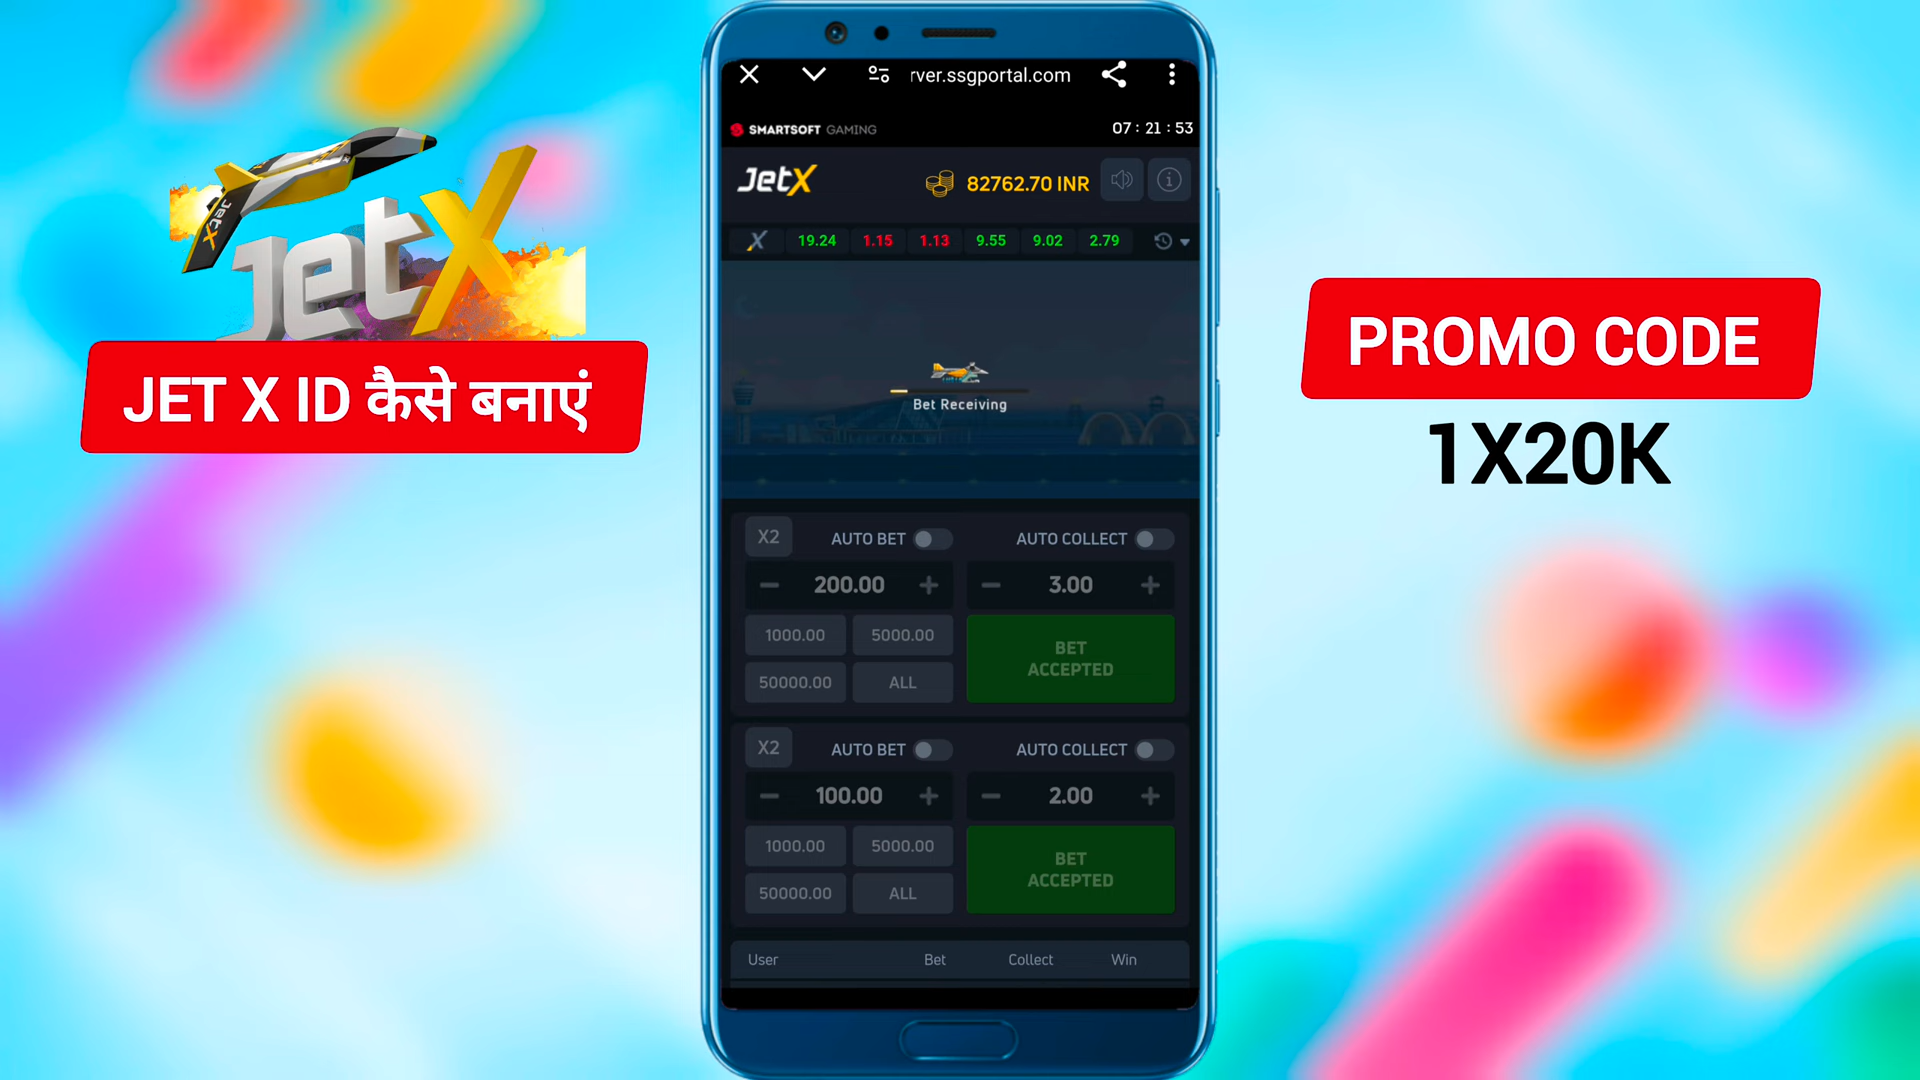 rver.ssgportal.com
SMARTSOFT GAMING
07 : 21 : 53
JetX
82762.70 INR
X 19.24 1.15 1.13 9.55 9.02 2.79
Bet Receiving
X2 AUTO BET AUTO COLLECT
− 200.00 + − 3.00 +
1000.00 5000.00
50000.00 ALL
BET
ACCEPTED
X2 AUTO BET AUTO COLLECT
− 100.00 + − 2.00 +
1000.00 5000.00
50000.00 ALL
BET
ACCEPTED
User Bet Collect Win
JetX
JetX
JET X ID कैसे बनाएं
PROMO CODE
1X20K